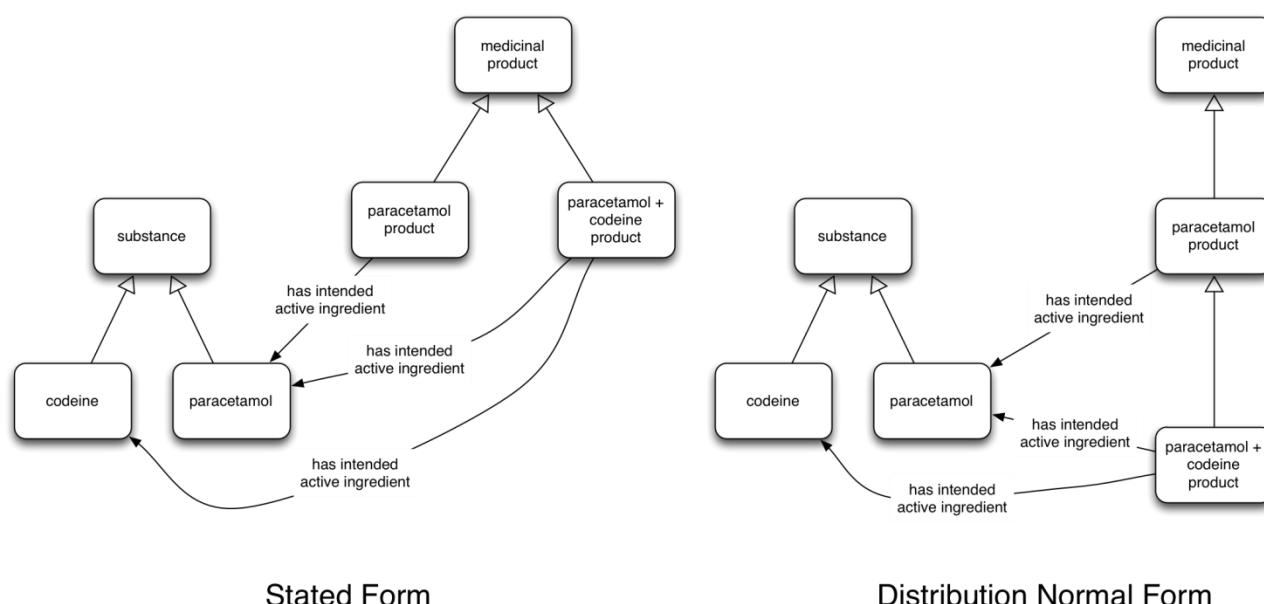 medicinal
product
paracetamol
product
paracetamol +
codeine
product
substance
has intended
active ingredient
has intended
active ingredient
codeine
paracetamol
has intended
active ingredient
Stated Form
medicinal
product
substance
paracetamol
product
has intended
active ingredient
codeine
paracetamol
has intended
active ingredient
paracetamol +
codeine
product
has intended
active ingredient
Distribution Normal Form